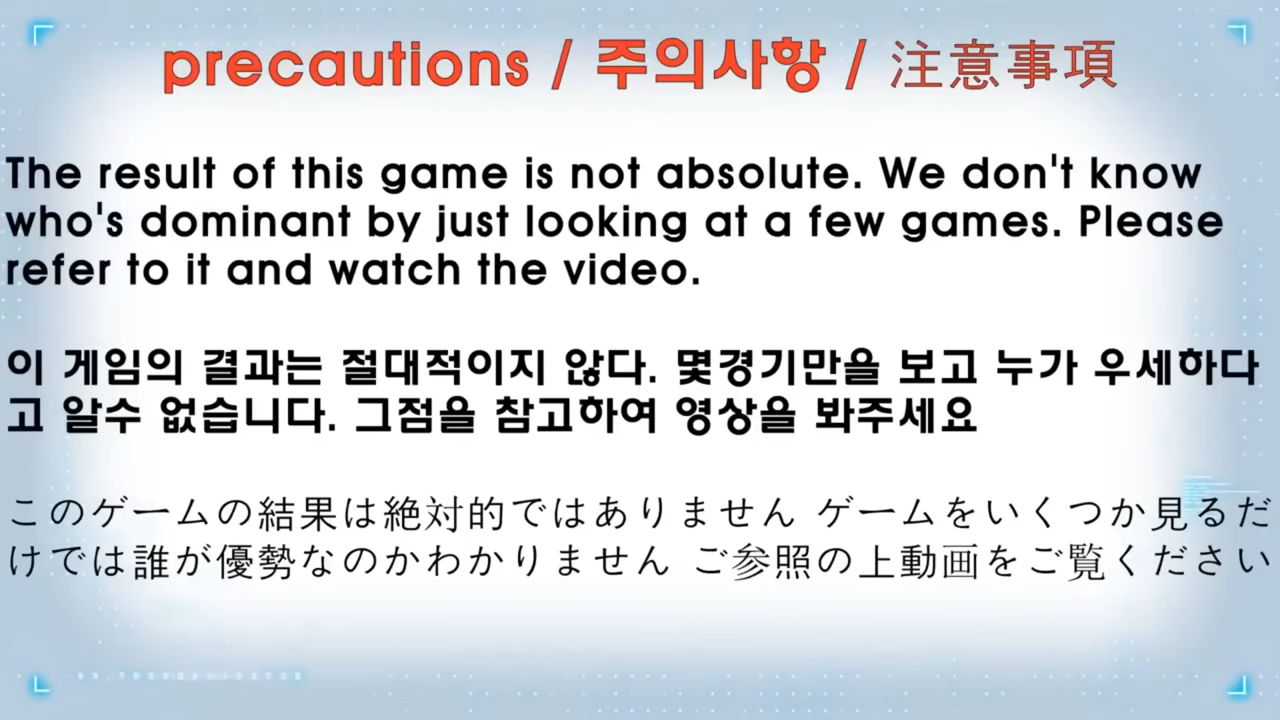 precautions / 주의사항 / 注意事項
The result of this game is not absolute. We don't know
who's dominant by just looking at a few games. Please
refer to it and watch the video.
이 게임의 결과는 절대적이지 않다. 몇경기만을 보고 누가 우세하다
고 알수 없습니다. 그점을 참고하여 영상을 봐주세요
このゲームの結果は絶対的ではありません ゲームをいくつか見るだ
けでは誰が優勢なのかわかりません ご参照の上動画をご覧ください